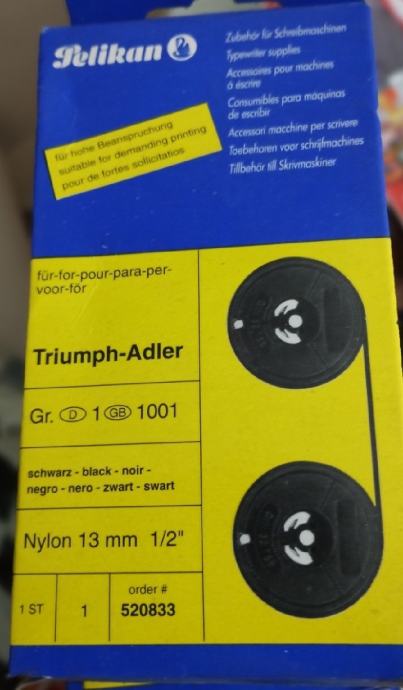 Pelikan
Zubehör für Schreibmaschinen
Typewriter supplies
Accessoires pour machines
à écrire
Consumibles para máquinas
de escribir
Accessori macchine per scrivere
Toebehoren voor schrijfmachines
Tillbehör till Skrivmaskiner
für hohe Beanspruchung
suitable for demanding printing
pour de fortes sollicitatios
für-for-pour-para-per-
voor-för
Triumph-Adler
Gr. D 1 GB 1001
schwarz - black - noir -
negro - nero - zwart - swart
Nylon 13 mm 1/2"
1 ST
1
order #
520833